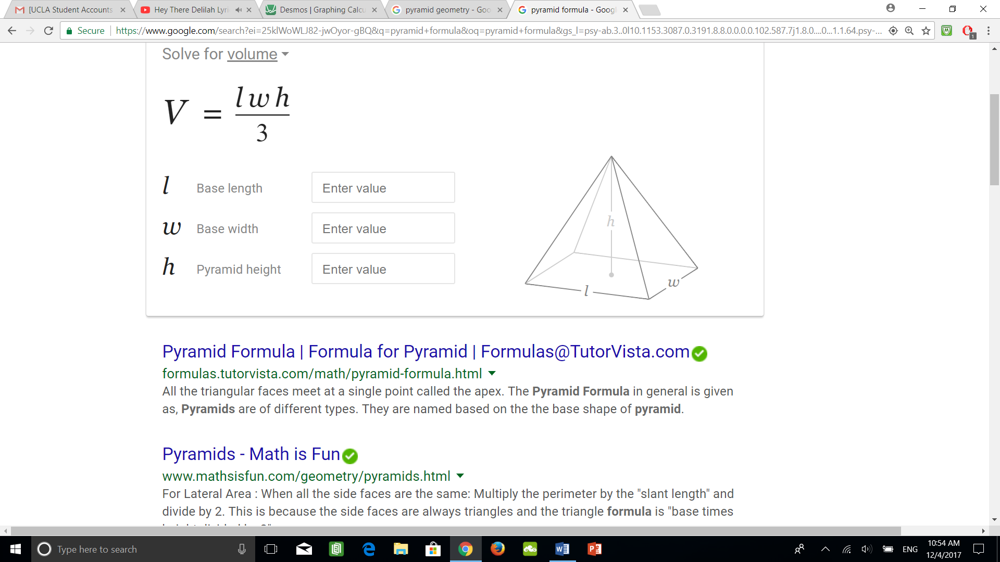 [UCLA Student Accounts
Hey There Delilah Lyri
Desmos | Graphing Calcu
pyramid geometry - Goo
pyramid formula - Googl
Secure
https://www.google.com/search?ei=25klWoWLJ82-jwOyor-gBQ&q=pyramid+formula&oq=pyramid+formula&gs_l=psy-ab.3..0l10.1153.3087.0.3191.8.8.0.0.0.0.102.587.7j1.8.0....0...1.1.64.psy-...
1
Solve for volume
V = l w h / 3
l Base length Enter value
w Base width Enter value
h Pyramid height Enter value
h
l
w
Pyramid Formula | Formula for Pyramid | Formulas@TutorVista.com
formulas.tutorvista.com/math/pyramid-formula.html
All the triangular faces meet at a single point called the apex. The Pyramid Formula in general is given
as, Pyramids are of different types. They are named based on the the base shape of pyramid.
Pyramids - Math is Fun
www.mathsisfun.com/geometry/pyramids.html
For Lateral Area : When all the side faces are the same: Multiply the perimeter by the "slant length" and
divide by 2. This is because the side faces are always triangles and the triangle formula is "base times
Type here to search
ENG
10:54 AM
12/4/2017